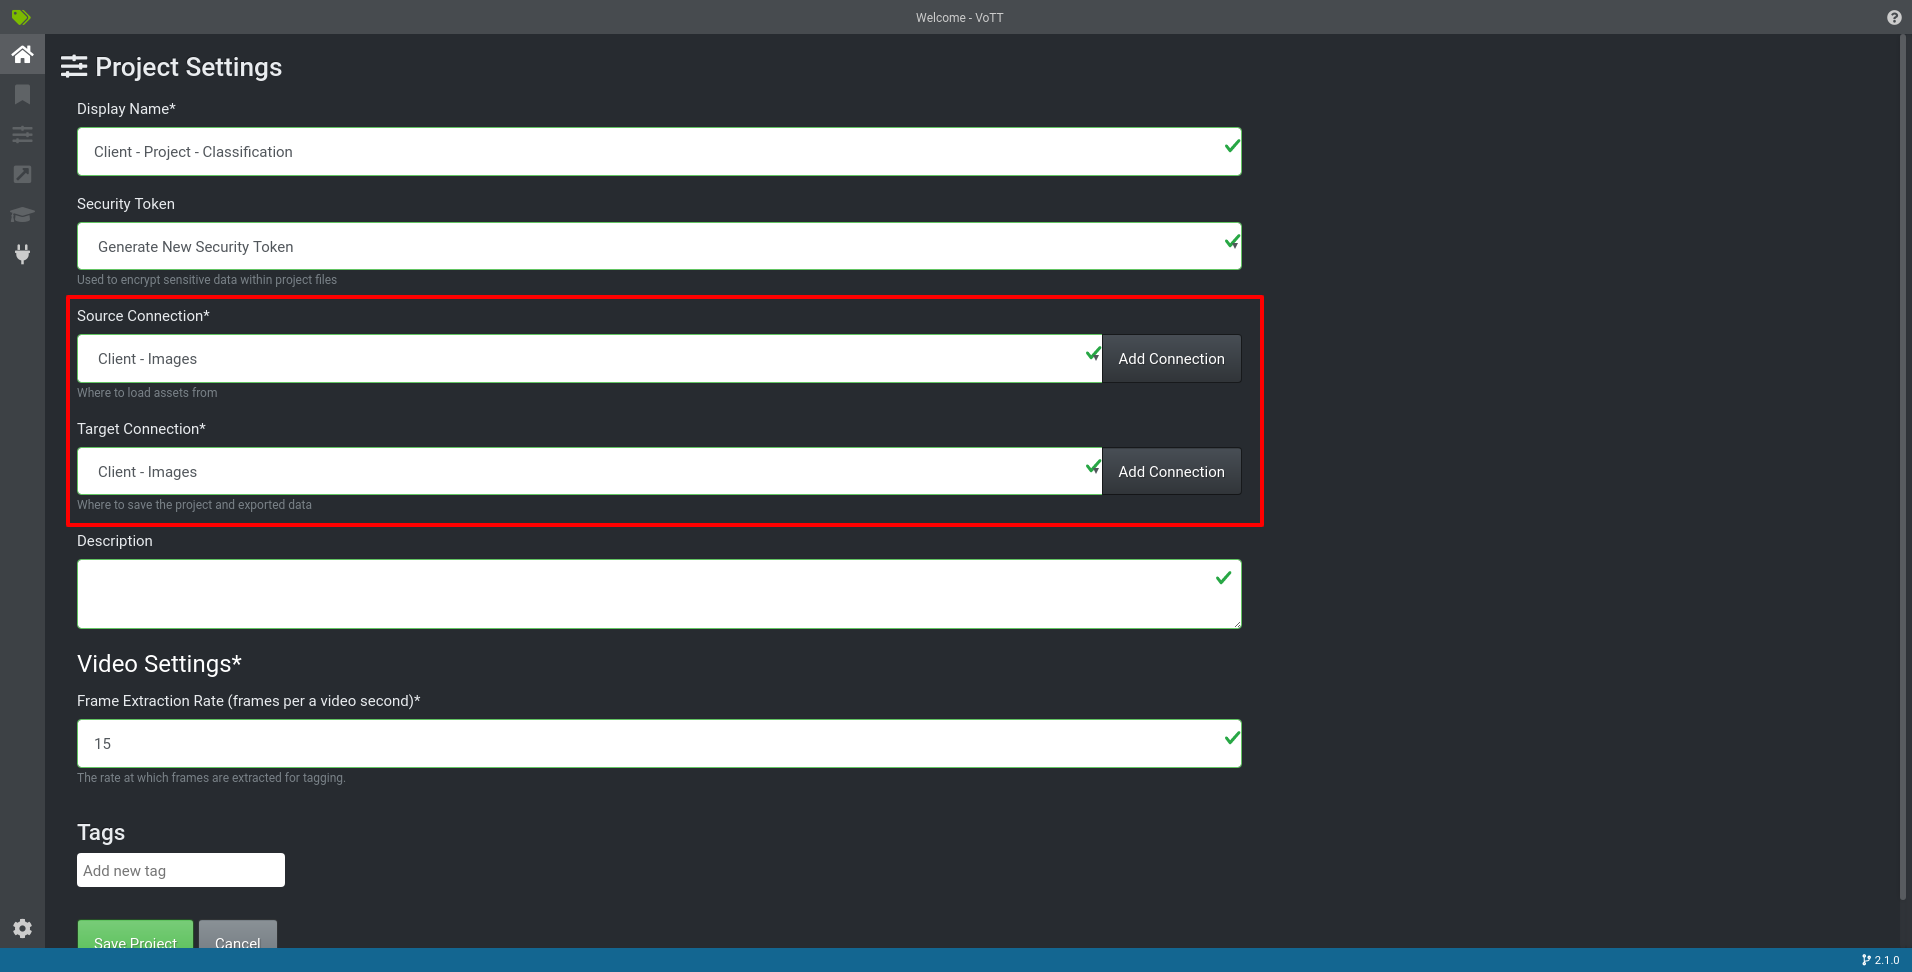 Welcome - VoTT
Project Settings
Display Name*
Client - Project - Classification
Security Token
Generate New Security Token
Used to encrypt sensitive data within project files
Source Connection*
Client - Images
Add Connection
Where to load assets from
Target Connection*
Client - Images
Add Connection
Where to save the project and exported data
Description
Video Settings*
Frame Extraction Rate (frames per a video second)*
15
The rate at which frames are extracted for tagging.
Tags
Add new tag
Save Project
Cancel
2.1.0